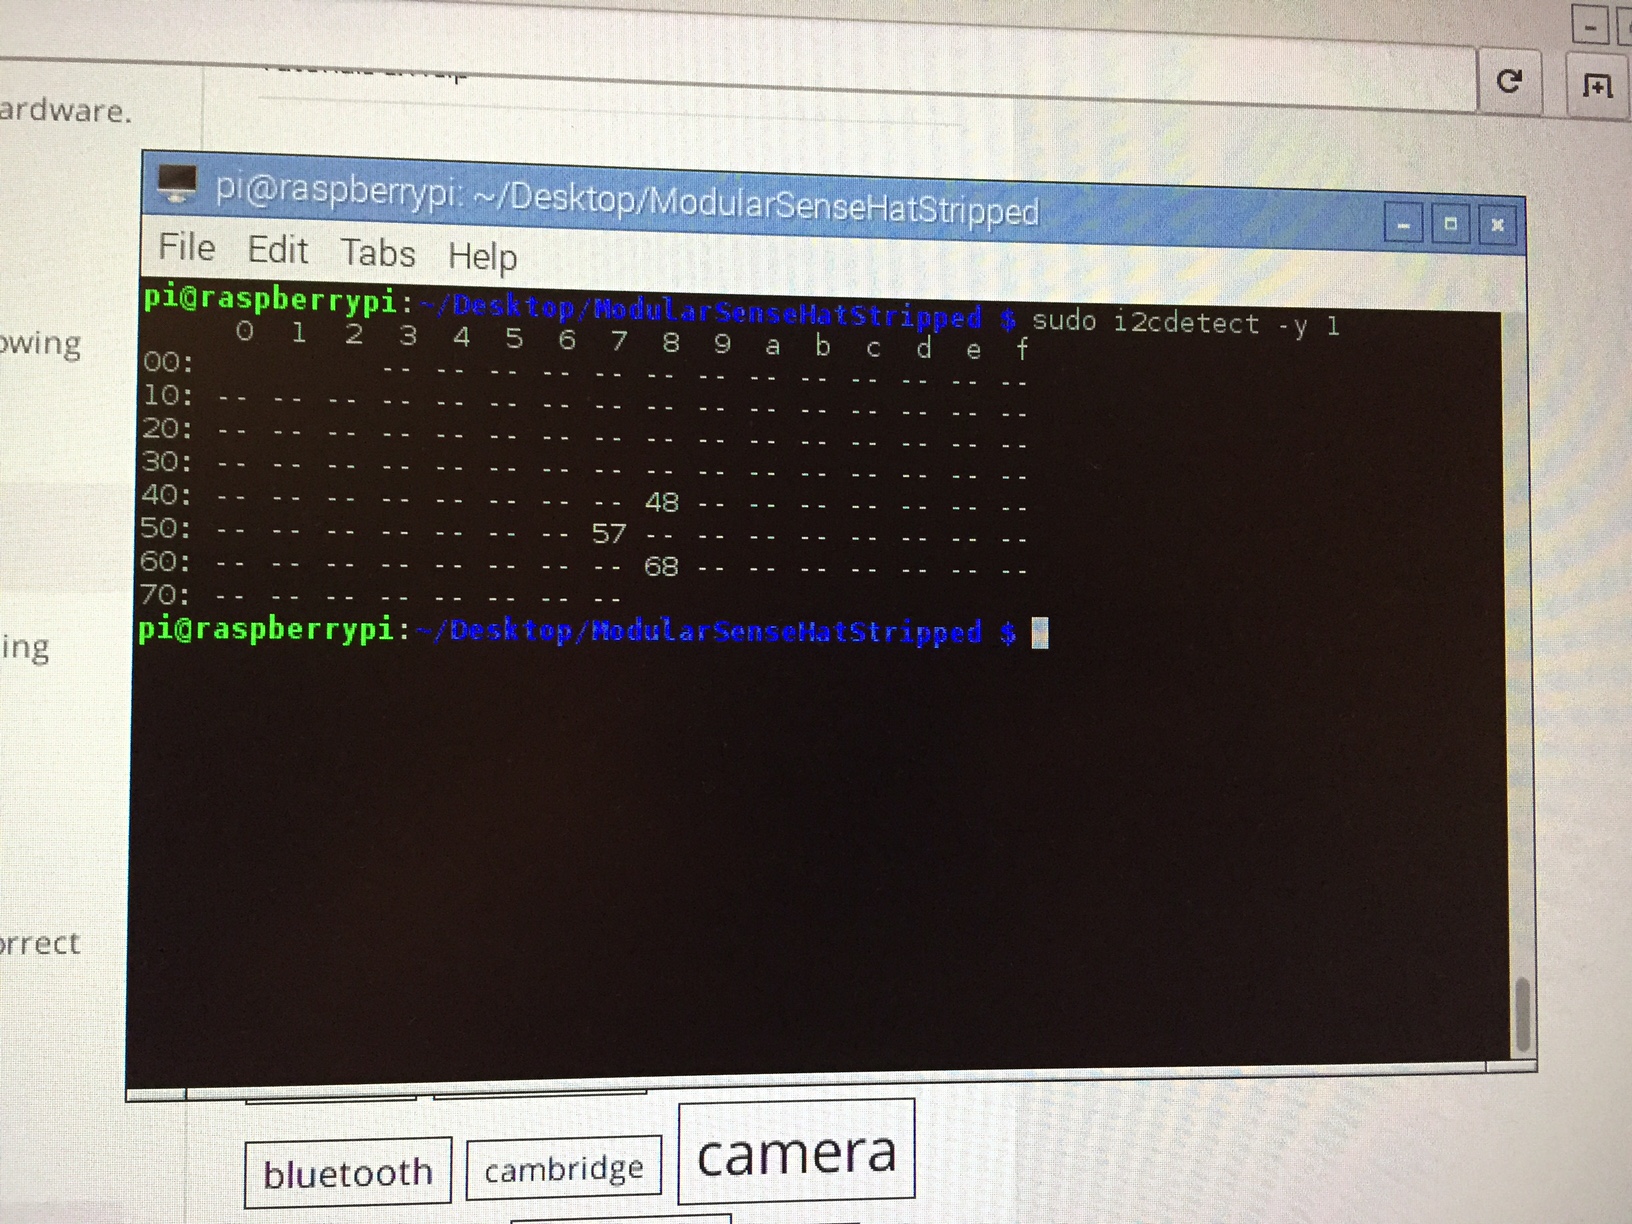 ardware.
pi@raspberrypi: ~/Desktop/ModularSenseHatStripped
File Edit Tabs Help
pi@raspberrypi:~/Desktop/ModularSenseHatStripped $ sudo i2cdetect -y 1
0 1 2 3 4 5 6 7 8 9 a b c d e f
00: -- -- -- -- -- -- -- -- -- -- -- -- --
10: -- -- -- -- -- -- -- -- -- -- -- -- -- -- -- --
20: -- -- -- -- -- -- -- -- -- -- -- -- -- -- -- --
30: -- -- -- -- -- -- -- -- -- -- -- -- -- -- -- --
40: -- -- -- -- -- -- -- -- 48 -- -- -- -- -- -- --
50: -- -- -- -- -- -- -- 57 -- -- -- -- -- -- -- --
60: -- -- -- -- -- -- -- -- 68 -- -- -- -- -- -- --
70: -- -- -- -- -- -- -- --
pi@raspberrypi:~/Desktop/ModularSenseHatStripped $
owing
ing
orrect
bluetooth cambridge camera